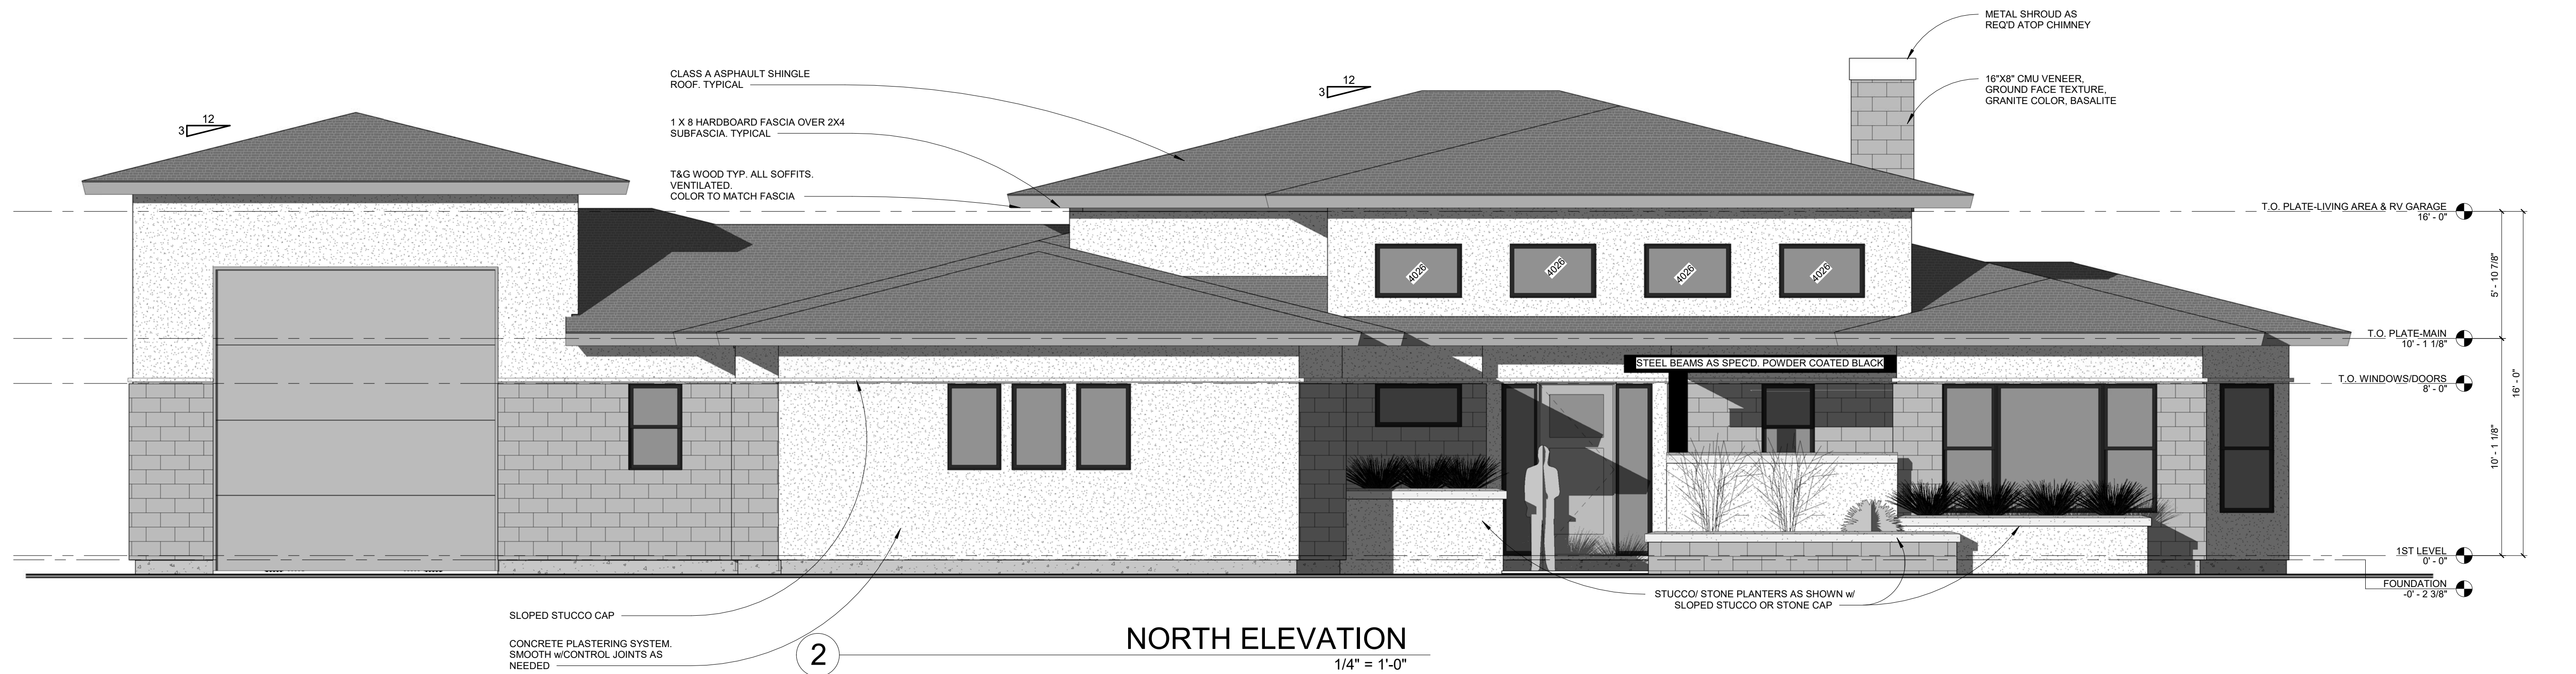 METAL SHROUD AS
REQ'D ATOP CHIMNEY
CLASS A ASPHAULT SHINGLE
ROOF. TYPICAL
12
3
16"X8" CMU VENEER,
GROUND FACE TEXTURE,
GRANITE COLOR, BASALITE
12
3
1 X 8 HARDBOARD FASCIA OVER 2X4
SUBFASCIA. TYPICAL
T&G WOOD TYP. ALL SOFFITS.
VENTILATED.
COLOR TO MATCH FASCIA
T.O. PLATE-LIVING AREA & RV GARAGE
16' - 0"
4026
4026
4026
4026
5' - 10 7/8"
T.O. PLATE-MAIN
10' - 1 1/8"
STEEL BEAMS AS SPEC'D. POWDER COATED BLACK
T.O. WINDOWS/DOORS
8' - 0"
16' - 0"
10' - 1 1/8"
1ST LEVEL
0' - 0"
FOUNDATION
-0' - 2 3/8"
STUCCO/ STONE PLANTERS AS SHOWN w/
SLOPED STUCCO OR STONE CAP
SLOPED STUCCO CAP
CONCRETE PLASTERING SYSTEM.
SMOOTH w/CONTROL JOINTS AS
NEEDED
2
NORTH ELEVATION
1/4" = 1'-0"